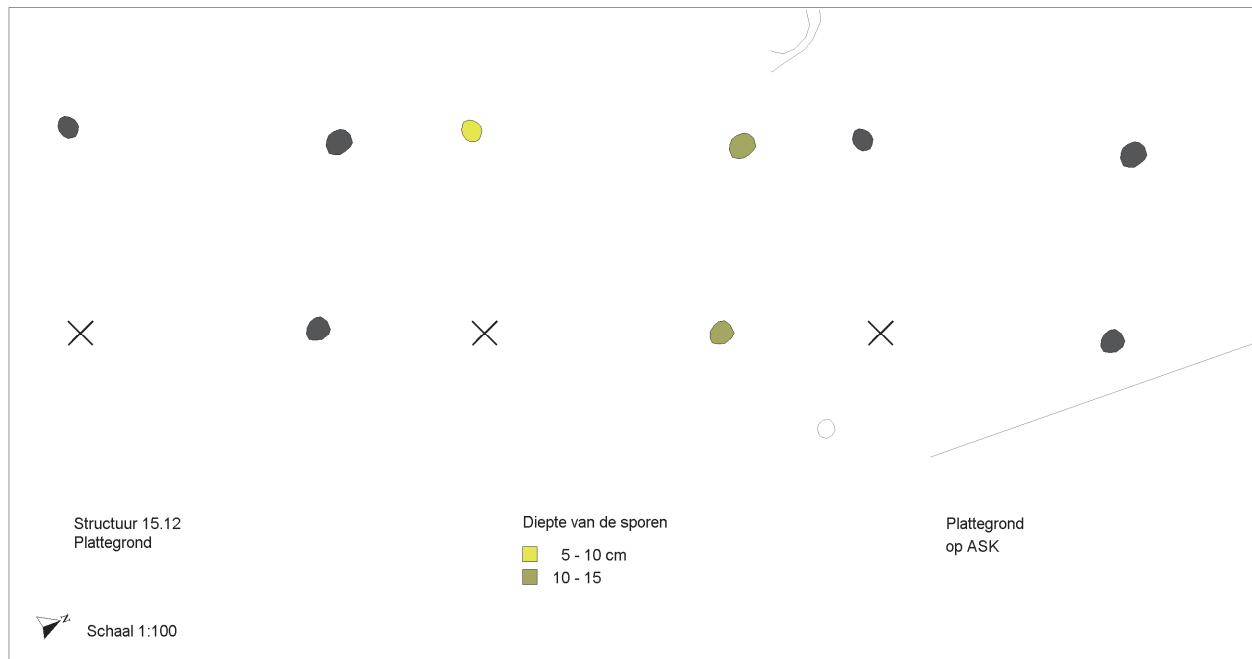 Structuur 15.12
Plattegrond
Diepte van de sporen
5 - 10 cm
10 - 15
Plattegrond
op ASK
N
Schaal 1:100